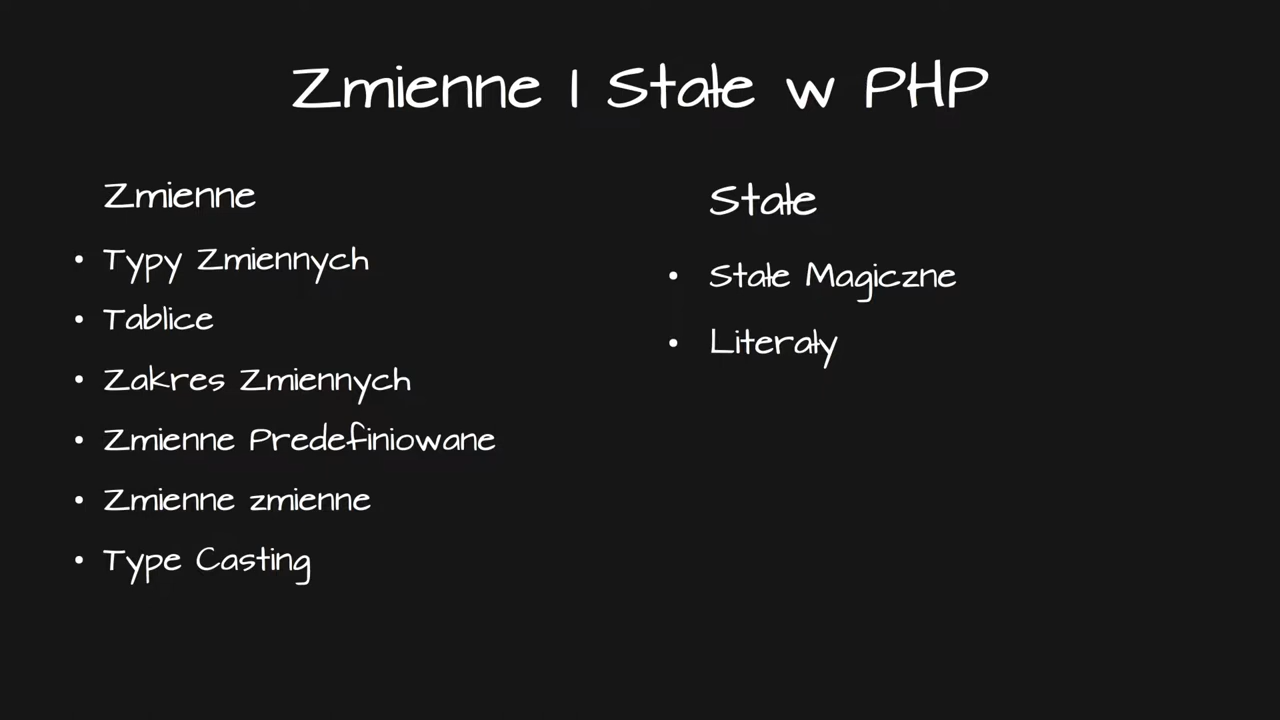 Zmienne I Stałe w PHP
Zmienne
• Typy Zmiennych
• Tablice
• Zakres Zmiennych
• Zmienne Predefiniowane
• Zmienne zmienne
• Type Casting
Stałe
• Stałe Magiczne
• Literały